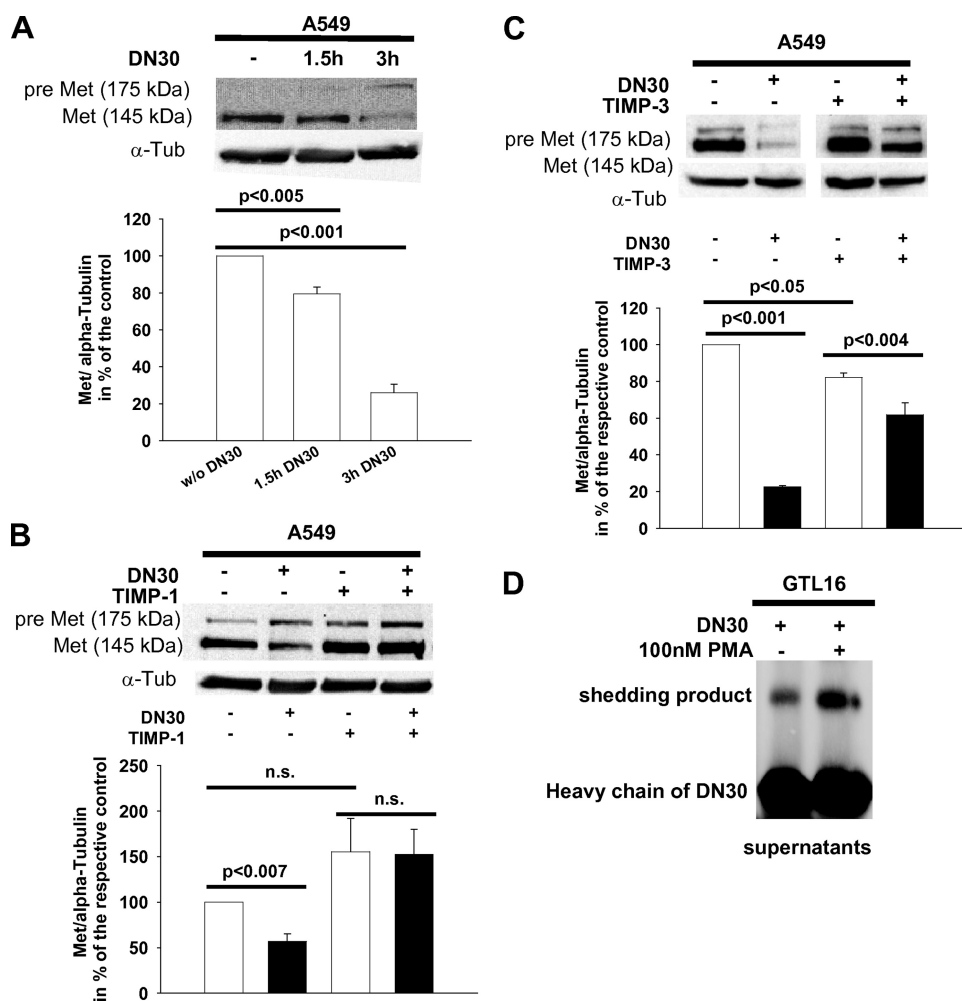 A
A549
DN30 - 1.5h 3h
pre Met (175 kDa)
Met (145 kDa)
α-Tub
p<0.005
p<0.001
Met/ alpha-Tubulin
in % of the control
120
100
80
60
40
20
0
w/o DN30
1.5h DN30
3h DN30
B
A549
DN30 - + - +
TIMP-1 - - + +
pre Met (175 kDa)
Met (145 kDa)
α-Tub
DN30 - + - +
TIMP-1 - - + +
n.s.
n.s.
p<0.007
Met/alpha-Tubulin
in % of the respective control
250
200
150
100
50
0
C
A549
DN30 - + - +
TIMP-3 - - + +
pre Met (175 kDa)
Met (145 kDa)
α-Tub
DN30 - + - +
TIMP-3 - - + +
p<0.05
p<0.001
p<0.004
Met/alpha-Tubulin
in % of the respective control
120
100
80
60
40
20
0
D
GTL16
DN30 + +
100nM PMA - +
shedding product
Heavy chain of DN30
supernatants